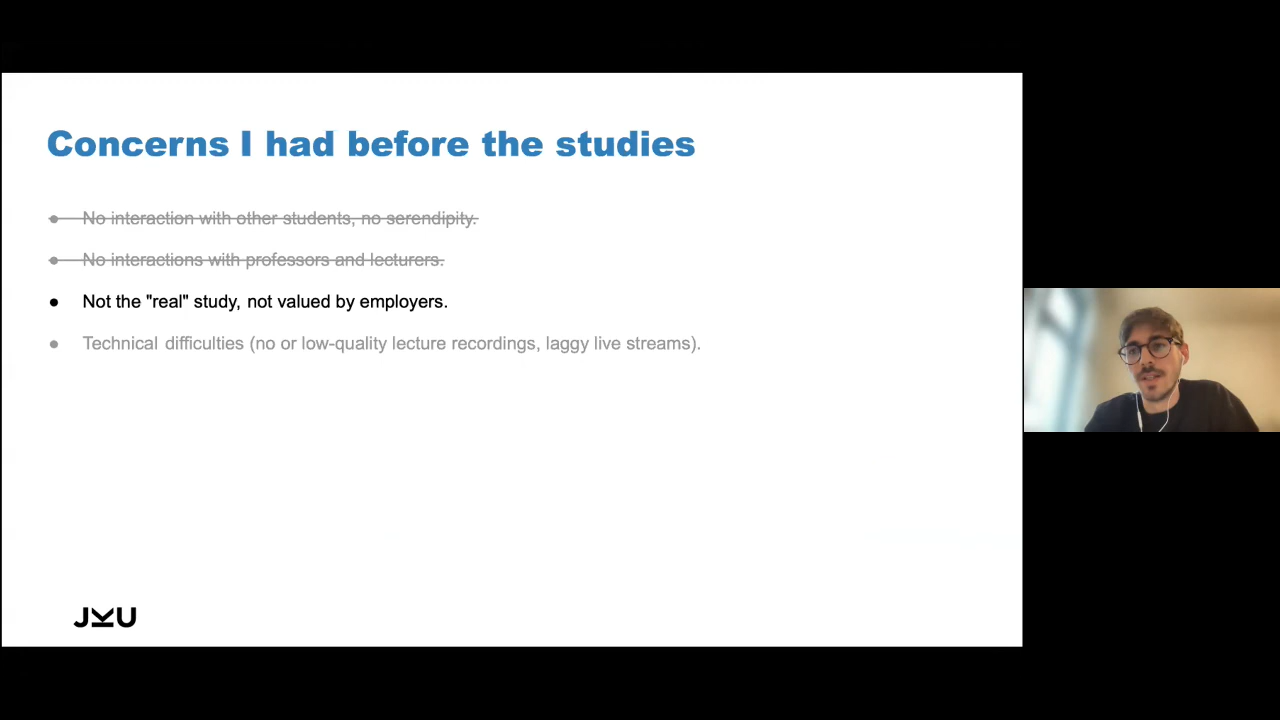 Concerns I had before the studies
● No interaction with other students, no serendipity.
● No interactions with professors and lecturers.
● Not the "real" study, not valued by employers.
● Technical difficulties (no or low-quality lecture recordings, laggy live streams).
JKU